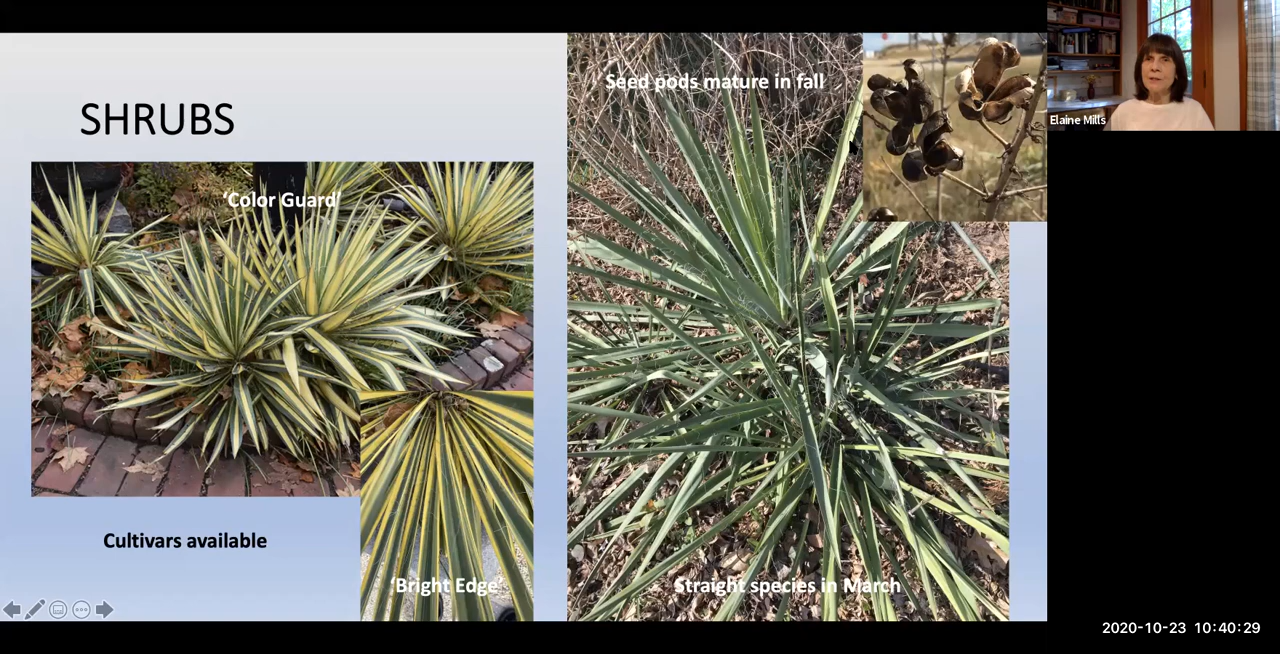 SHRUBS
'Color Guard'
Cultivars available
'Bright Edge'
Seed pods mature in fall
Straight species in March
Elaine Mills
2020-10-23 10:40:29